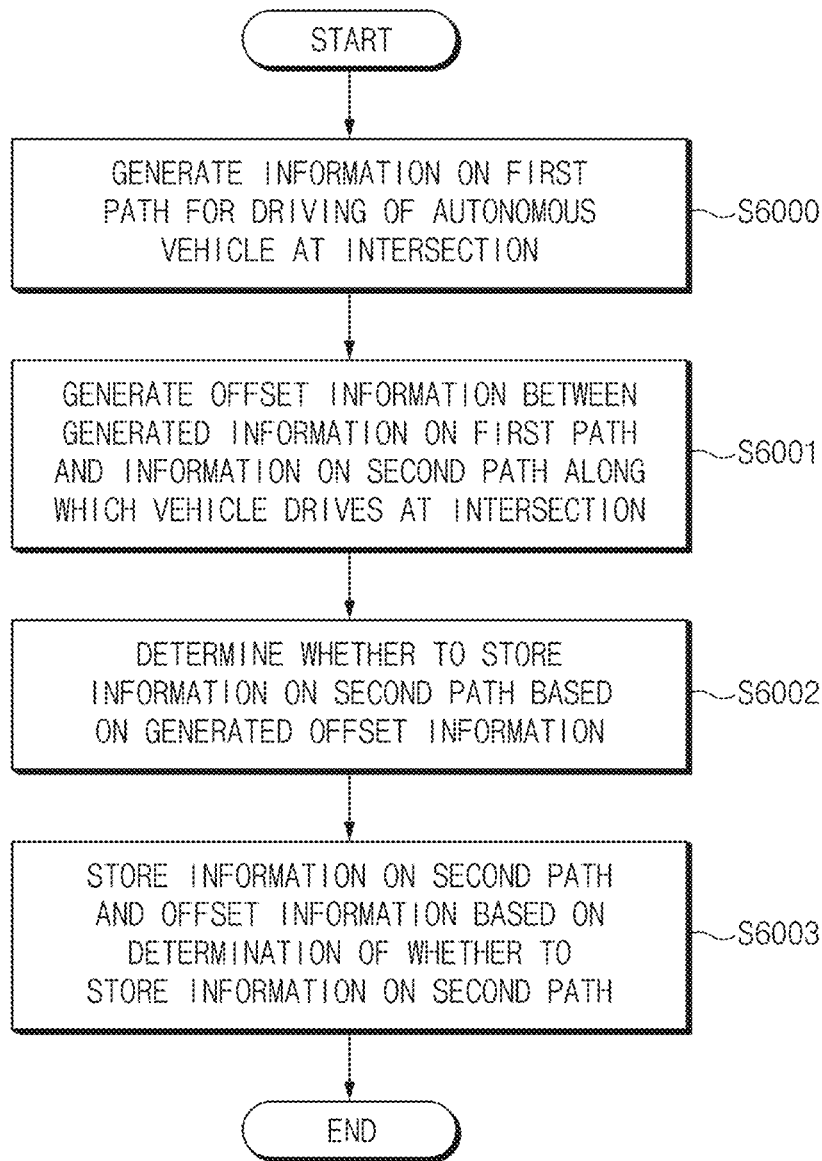 START
GENERATE INFORMATION ON FIRST
PATH FOR DRIVING OF AUTONOMOUS
VEHICLE AT INTERSECTION
S6000
GENERATE OFFSET INFORMATION BETWEEN
GENERATED INFORMATION ON FIRST PATH
AND INFORMATION ON SECOND PATH ALONG
WHICH VEHICLE DRIVES AT INTERSECTION
S6001
DETERMINE WHETHER TO STORE
INFORMATION ON SECOND PATH BASED
ON GENERATED OFFSET INFORMATION
S6002
STORE INFORMATION ON SECOND PATH
AND OFFSET INFORMATION BASED ON
DETERMINATION OF WHETHER TO
STORE INFORMATION ON SECOND PATH
S6003
END